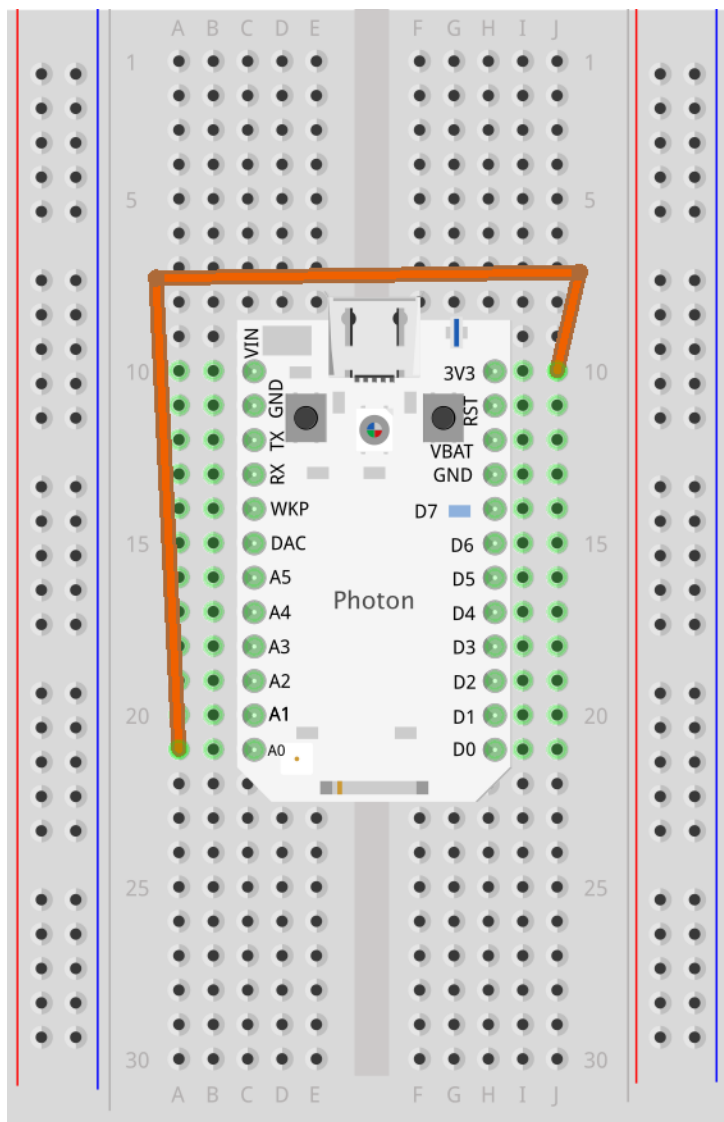 A B C D E F G H I J
1 1
5 5
VIN
10 3V3 10
GND RST
TX VBAT
RX GND
WKP D7
15 DAC D6 15
A5 D5
Photon
A4 D4
A3 D3
A2 D2
20 A1 D1 20
A0 D0
25 25
30 30
A B C D E F G H I J